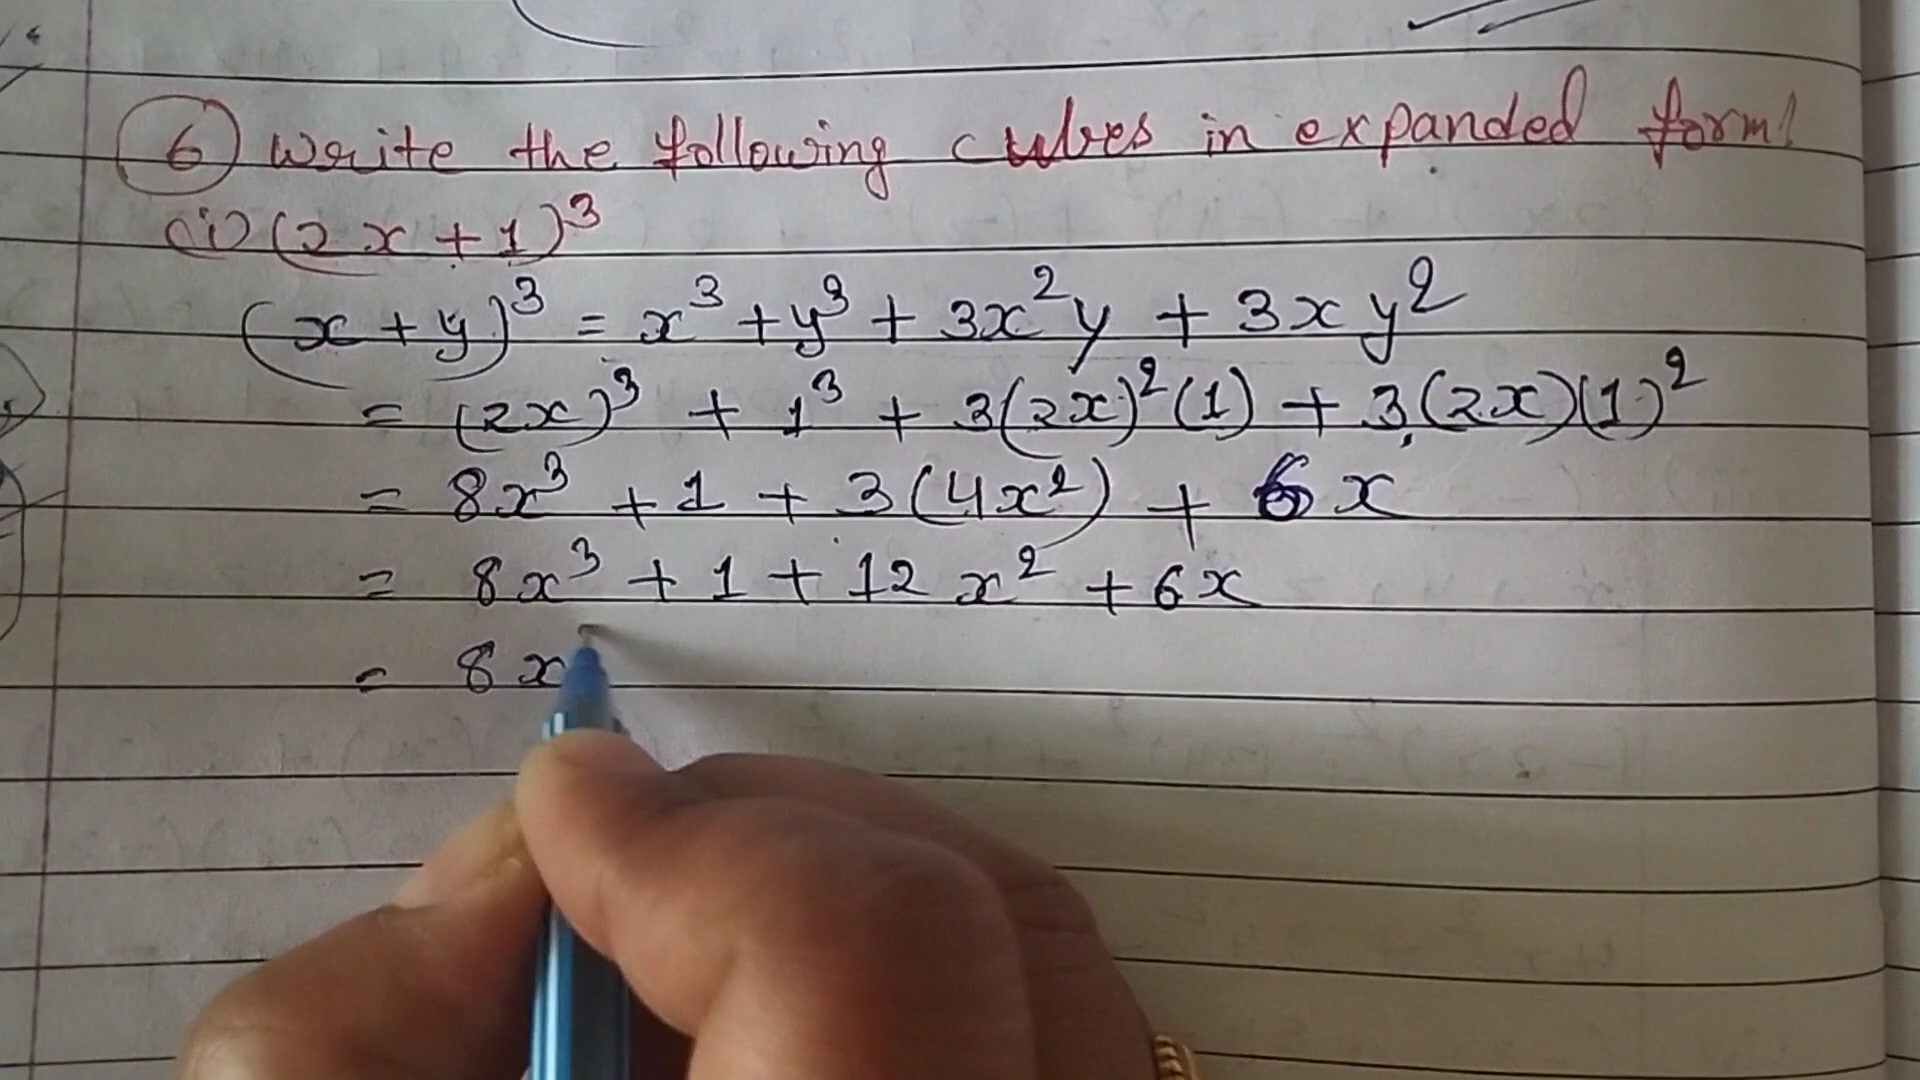 6 Write the following cubes in expanded form:
(i) (2x + 1)³
(x + y)³ = x³ + y³ + 3x²y + 3xy²
= (2x)³ + 1³ + 3(2x)²(1) + 3(2x)(1)²
= 8x³ + 1 + 3(4x²) + 6x
= 8x³ + 1 + 12x² + 6x
= 8x